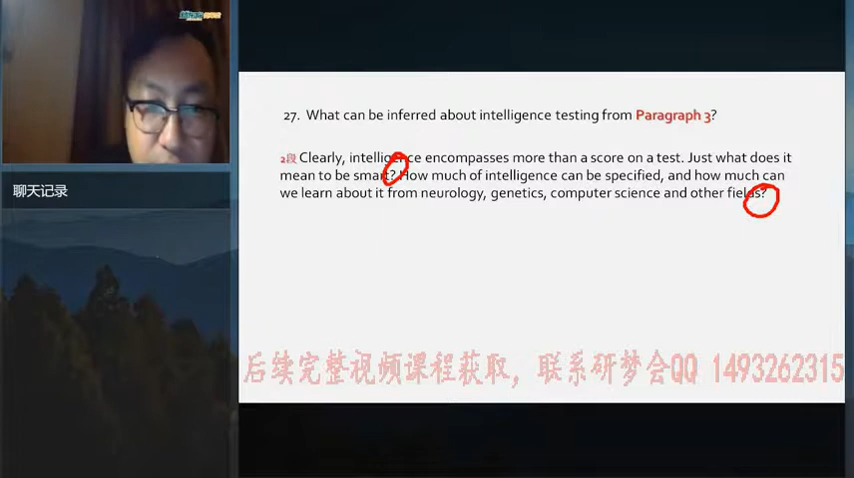 聊天记录
27. What can be inferred about intelligence testing from Paragraph 3?
2段 Clearly, intelligence encompasses more than a score on a test. Just what does it
mean to be smart? How much of intelligence can be specified, and how much can
we learn about it from neurology, genetics, computer science and other fields?
后续完整视频课程获取，联系研梦会QQ 1493262315